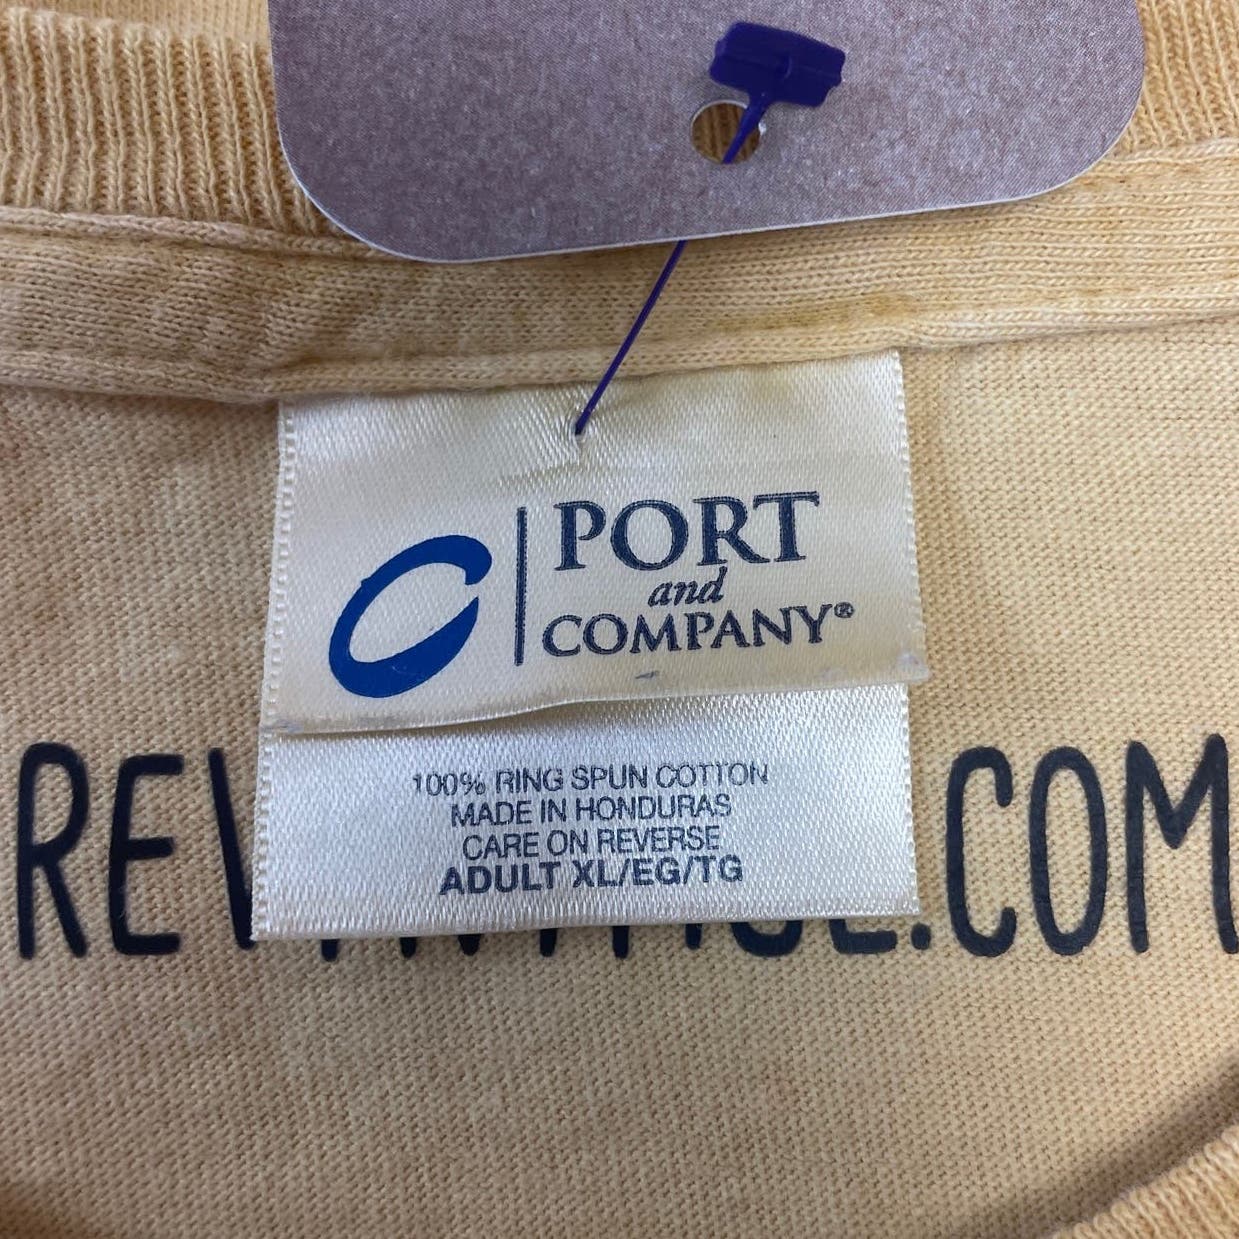 PORT
and
COMPANY®
100% RING SPUN COTTON
MADE IN HONDURAS
CARE ON REVERSE
ADULT XL/EG/TG
.COM